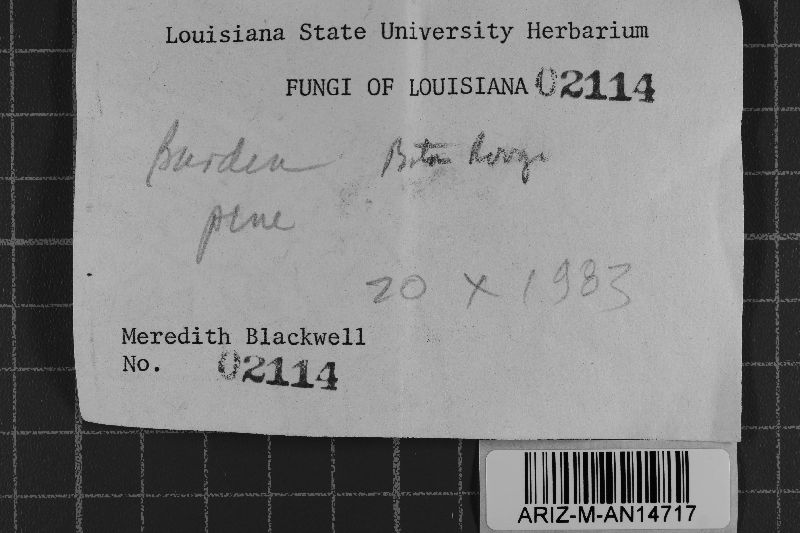 Louisiana State University Herbarium
FUNGI OF LOUISIANA 02114
Burden Baton Rouge
pine
20 X 1983
Meredith Blackwell
No. 02114
ARIZ-M-AN14717